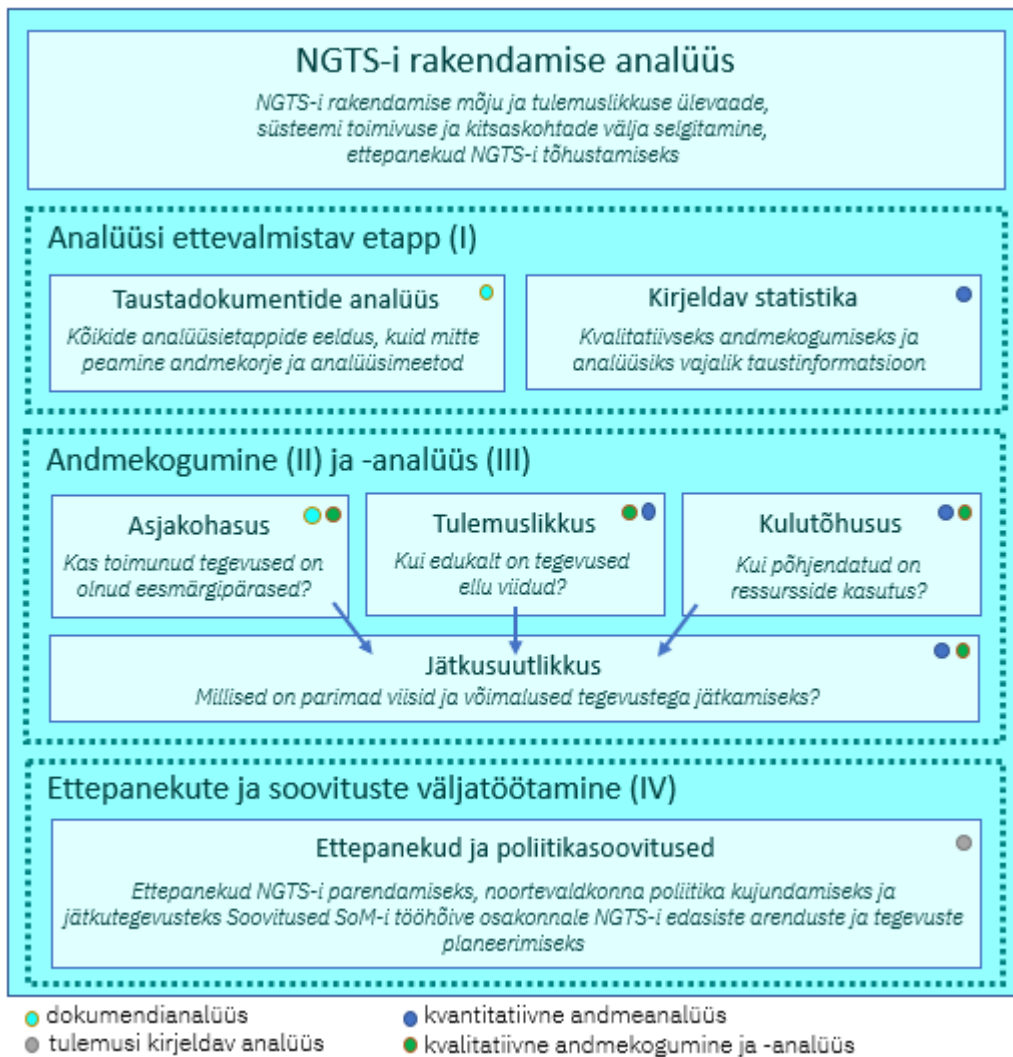 NGTS-i rakendamise analüüs
NGTS-i rakendamise mõju ja tulemuslikkuse ülevaade,
süsteemi toimivuse ja kitsaskohtade välja selgitamine,
ettepanekud NGTS-i tõhustamiseks
Analüüsi ettevalmistav etapp (I)
Taustadokumentide analüüs
Kõikide analüüsietappide eeldus, kuid mitte
peamine andmekorje ja analüüsimeetod
Kirjeldav statistika
Kvalitatiivseks andmekogumiseks ja
analüüsiks vajalik taustinformatsioon
Andmekogumine (II) ja -analüüs (III)
Asjakohasus
Kas toimunud tegevused on
olnud eesmärgipärased?
Tulemuslikkus
Kui edukalt on tegevused
ellu viidud?
Kulutõhusus
Kui põhjendatud on
ressursside kasutus?
Jätkusuutlikkus
Millised on parimad viisid ja võimalused tegevustega jätkamiseks?
Ettepanekute ja soovituste väljatöötamine (IV)
Ettepanekud ja poliitikasoovitused
Ettepanekud NGTS-i parendamiseks, noortevaldkonna poliitika kujundamiseks ja
jätkutegevusteks Soovitused SoM-i tööhõive osakonnale NGTS-i edasiste arenduste ja tegevuste
planeerimiseks
dokumendianalüüs
kvantitatiivne andmeanalüüs
tulemusi kirjeldav analüüs
kvalitatiivne andmekogumine ja -analüüs